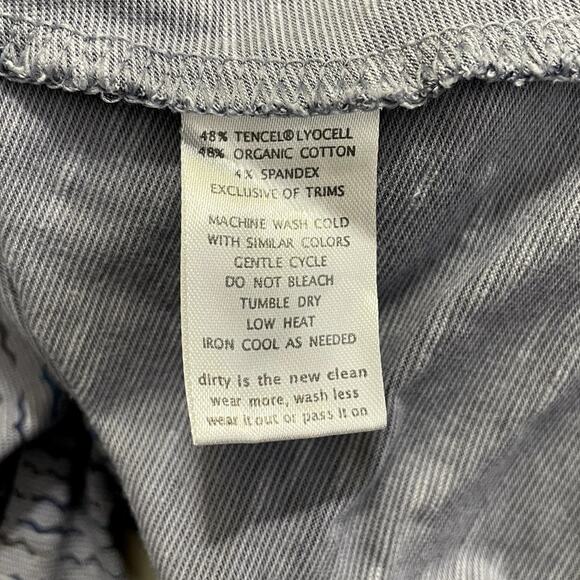 48% TENCEL®LYOCELL
48% ORGANIC COTTON
4% SPANDEX
EXCLUSIVE OF TRIMS
MACHINE WASH COLD
WITH SIMILAR COLORS
GENTLE CYCLE
DO NOT BLEACH
TUMBLE DRY
LOW HEAT
IRON COOL AS NEEDED
dirty is the new clean
wear more, wash less
wear it out or pass it on